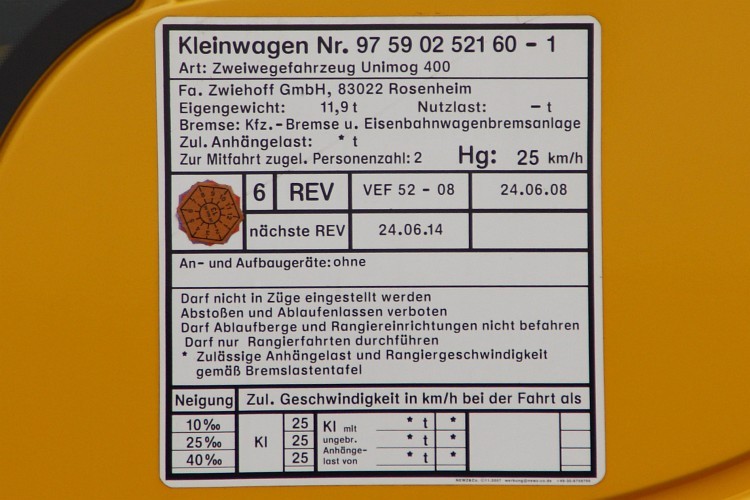 Kleinwagen Nr. 97 59 02 521 60 - 1
Art: Zweiwegefahrzeug Unimog 400
Fa. Zwiehoff GmbH, 83022 Rosenheim
Eigengewicht: 11,9 t Nutzlast: - t
Bremse: Kfz.-Bremse u. Eisenbahnwagenbremsanlage
Zul. Anhängelast: * t
Zur Mitfahrt zugel. Personenzahl: 2 Hg: 25 km/h
6 REV VEF 52 - 08 24.06.08
nächste REV 24.06.14
An- und Aufbaugeräte: ohne
Darf nicht in Züge eingestellt werden
Abstoßen und Ablaufenlassen verboten
Darf Ablaufberge und Rangiereinrichtungen nicht befahren
Darf nur Rangierfahrten durchführen
* Zulässige Anhängelast und Rangiergeschwindigkeit
gemäß Bremslastentafel
Neigung Zul. Geschwindigkeit in km/h bei der Fahrt als
10‰ 25 Kl mit * t *
25‰ Kl 25 ungebr. * t *
40‰ 25 Anhänge- * t *
last von